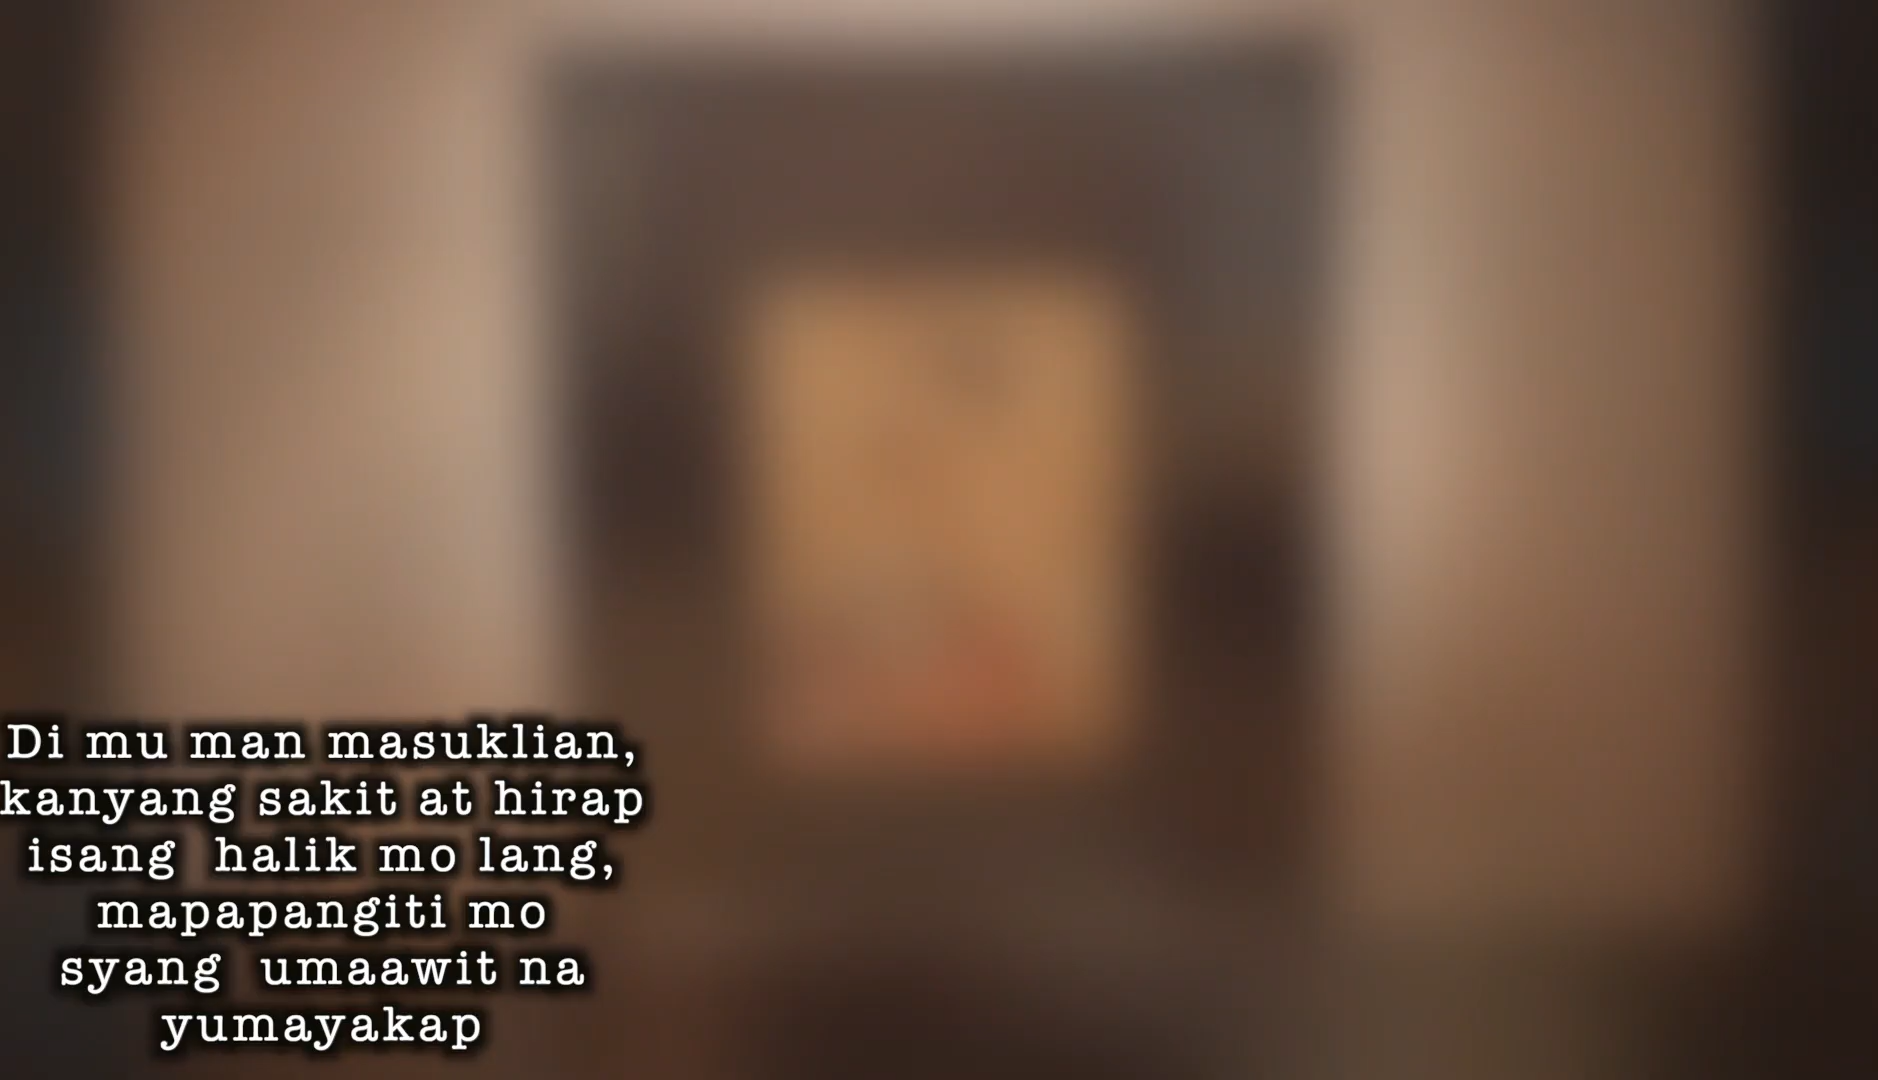 Di mu man masuklian,
kanyang sakit at hirap
isang halik mo lang,
mapapangiti mo
syang umaawit na
yumayakap